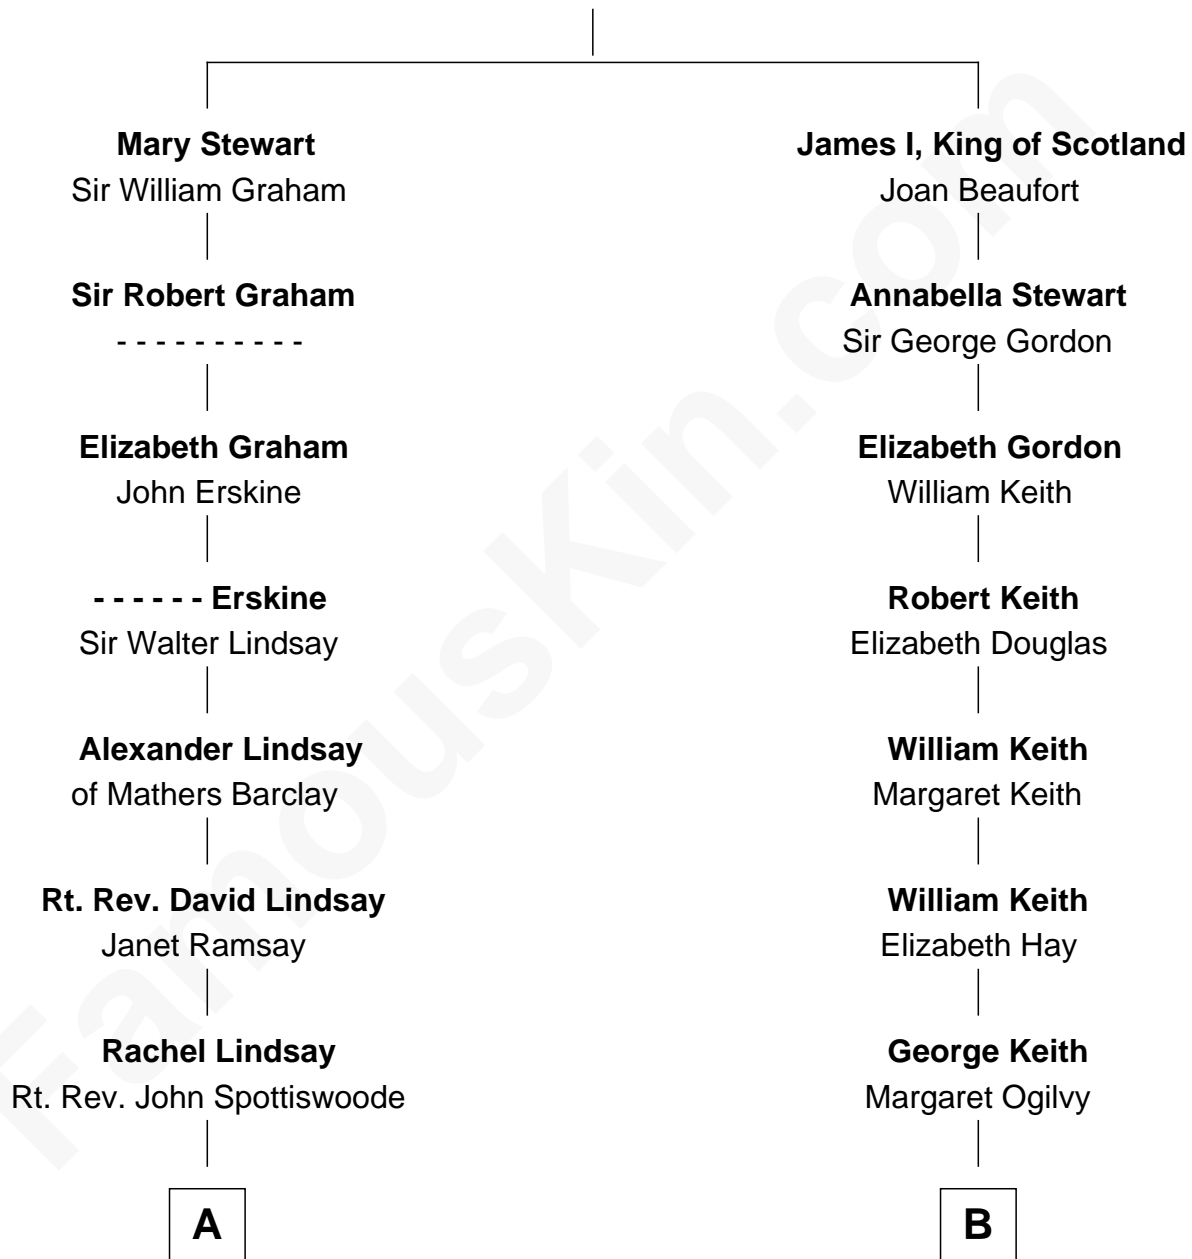 Mary Stewart
Sir William Graham
James I, King of Scotland
Joan Beaufort
Sir Robert Graham
- - - - - - - - - -
Annabella Stewart
Sir George Gordon
Elizabeth Graham
John Erskine
Elizabeth Gordon
William Keith
- - - - - - Erskine
Sir Walter Lindsay
Robert Keith
Elizabeth Douglas
Alexander Lindsay
of Mathers Barclay
William Keith
Margaret Keith
Rt. Rev. David Lindsay
Janet Ramsay
William Keith
Elizabeth Hay
Rachel Lindsay
Rt. Rev. John Spottiswoode
George Keith
Margaret Ogilvy
A
B
FamousKin.com